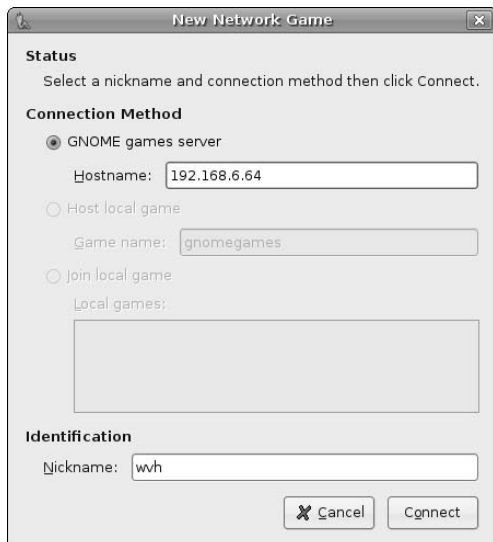 New Network Game
Status
Select a nickname and connection method then click Connect.
Connection Method
GNOME games server
Hostname: 192.168.6.64
Host local game
Game name: gnomegames
Join local game
Local games:
Identification
Nickname: wvh
Cancel Connect